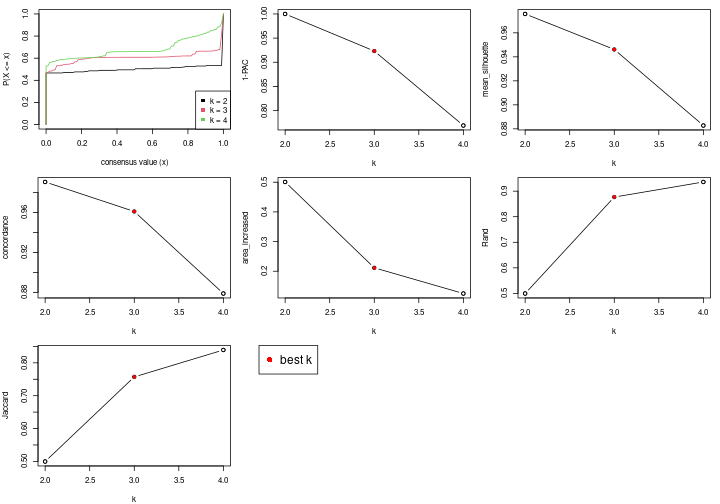 P(X <= x)
0.0 0.2 0.4 0.6 0.8 1.0
k = 2
k = 3
k = 4
0.0 0.2 0.4 0.6 0.8 1.0
consensus value (x)
1-PAC
0.80 0.85 0.90 0.95 1.00
2.0 2.5 3.0 3.5 4.0
k
mean_silhouette
0.88 0.90 0.92 0.94 0.96
2.0 2.5 3.0 3.5 4.0
k
concordance
0.88 0.92 0.96
2.0 2.5 3.0 3.5 4.0
k
area_increased
0.2 0.3 0.4 0.5
2.0 2.5 3.0 3.5 4.0
k
Rand
0.5 0.6 0.7 0.8 0.9
2.0 2.5 3.0 3.5 4.0
k
Jaccard
0.50 0.60 0.70 0.80
2.0 2.5 3.0 3.5 4.0
k
best k